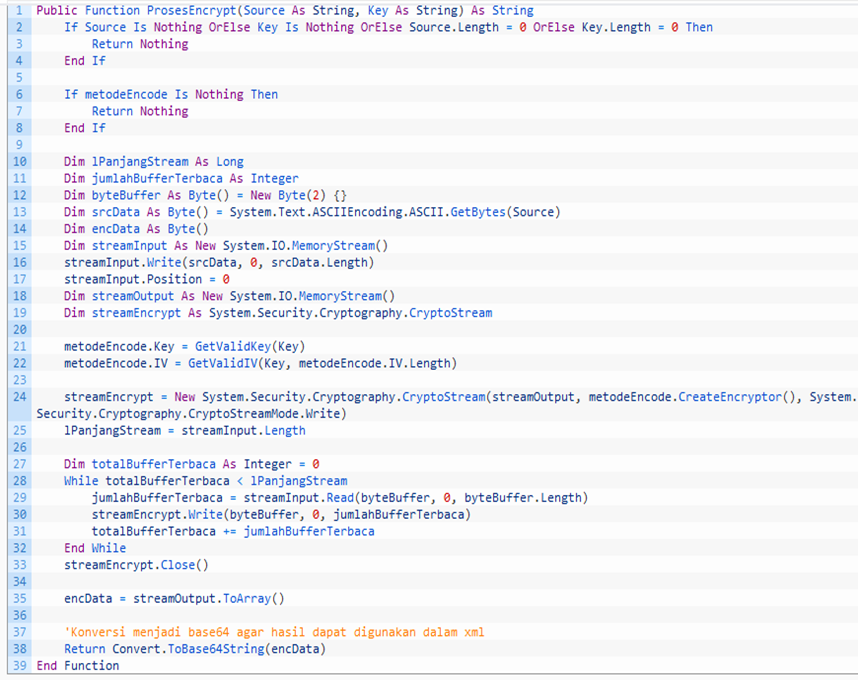 1 Public Function ProsesEncrypt(Source As String, Key As String) As String
2 If Source Is Nothing OrElse Key Is Nothing OrElse Source.Length = 0 OrElse Key.Length = 0 Then
3 Return Nothing
4 End If
5
6 If metodeEncode Is Nothing Then
7 Return Nothing
8 End If
9
10 Dim lPanjangStream As Long
11 Dim jumlahBufferTerbaca As Integer
12 Dim byteBuffer As Byte() = New Byte(2) {}
13 Dim srcData As Byte() = System.Text.ASCIIEncoding.ASCII.GetBytes(Source)
14 Dim encData As Byte()
15 Dim streamInput As New System.IO.MemoryStream()
16 streamInput.Write(srcData, 0, srcData.Length)
17 streamInput.Position = 0
18 Dim streamOutput As New System.IO.MemoryStream()
19 Dim streamEncrypt As System.Security.Cryptography.CryptoStream
20
21 metodeEncode.Key = GetValidKey(Key)
22 metodeEncode.IV = GetValidIV(Key, metodeEncode.IV.Length)
23
24 streamEncrypt = New System.Security.Cryptography.CryptoStream(streamOutput, metodeEncode.CreateEncryptor(), System.
Security.Cryptography.CryptoStreamMode.Write)
25 lPanjangStream = streamInput.Length
26
27 Dim totalBufferTerbaca As Integer = 0
28 While totalBufferTerbaca < lPanjangStream
29 jumlahBufferTerbaca = streamInput.Read(byteBuffer, 0, byteBuffer.Length)
30 streamEncrypt.Write(byteBuffer, 0, jumlahBufferTerbaca)
31 totalBufferTerbaca += jumlahBufferTerbaca
32 End While
33 streamEncrypt.Close()
34
35 encData = streamOutput.ToArray()
36
37 'Konversi menjadi base64 agar hasil dapat digunakan dalam xml
38 Return Convert.ToBase64String(encData)
39 End Function